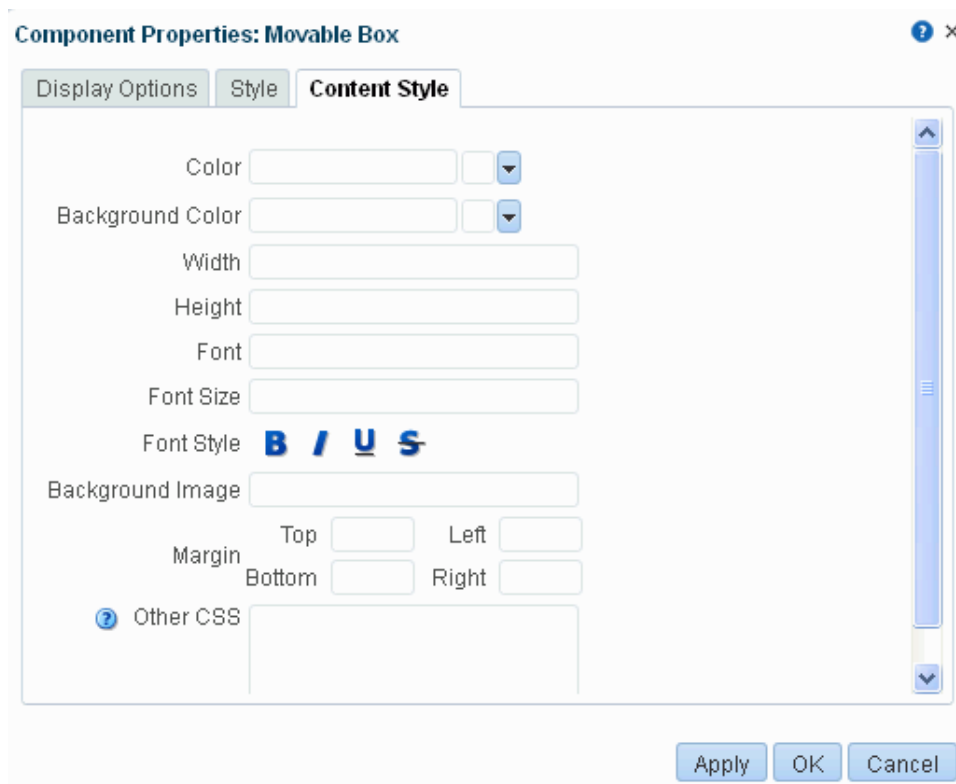 Component Properties: Movable Box
Display Options Style Content Style
Color
Background Color
Width
Height
Font
Font Size
Font Style B I U S
Background Image
Margin
Top Left
Bottom Right
Other CSS
Apply OK Cancel